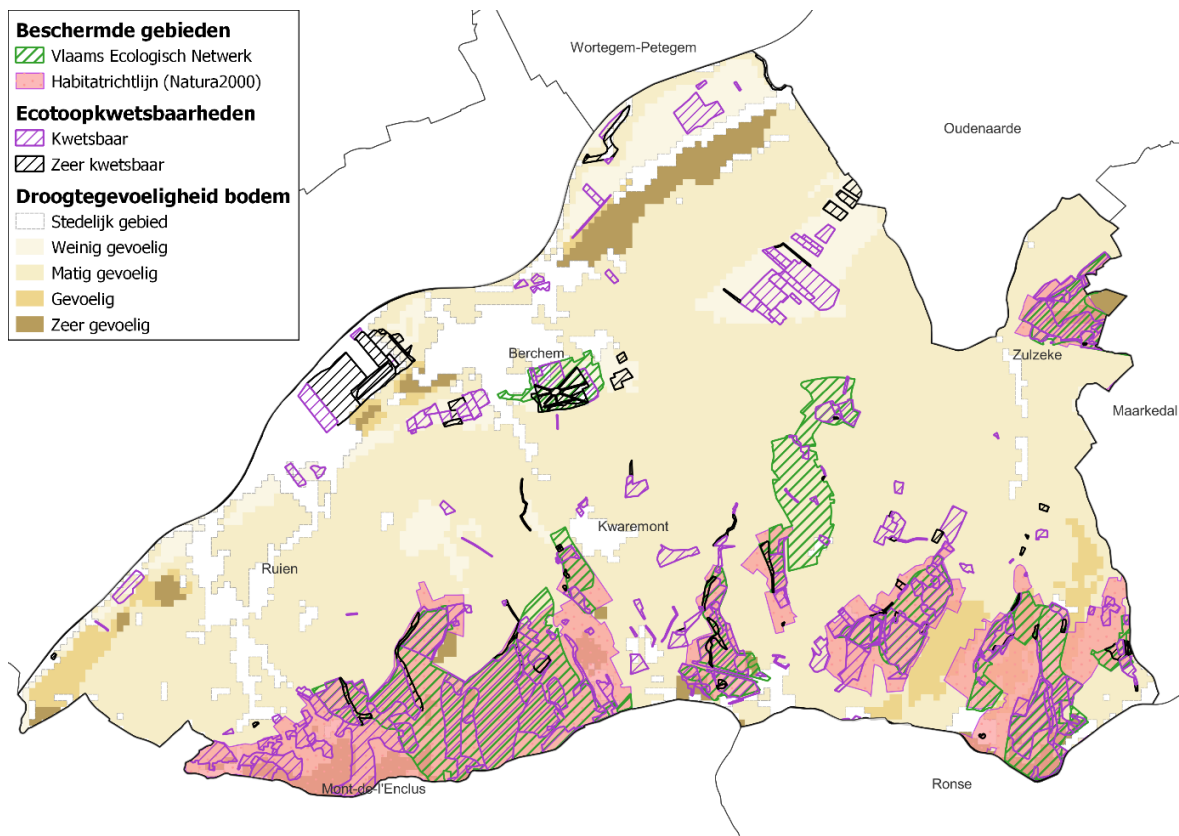 Beschermde gebieden
Vlaams Ecologisch Netwerk
Habitatrichtlijn (Natura2000)
Ecotoopkwetsbaarheden
Kwetsbaar
Zeer kwetsbaar
Droogtegevoeligheid bodem
Stedelijk gebied
Weinig gevoelig
Matig gevoelig
Gevoelig
Zeer gevoelig
Wortegem-Petegem
Oudenaarde
Berchem
Zulzeke
Maarkedal
Kwaremont
Ruien
Mont-de-l'Enclus
Ronse